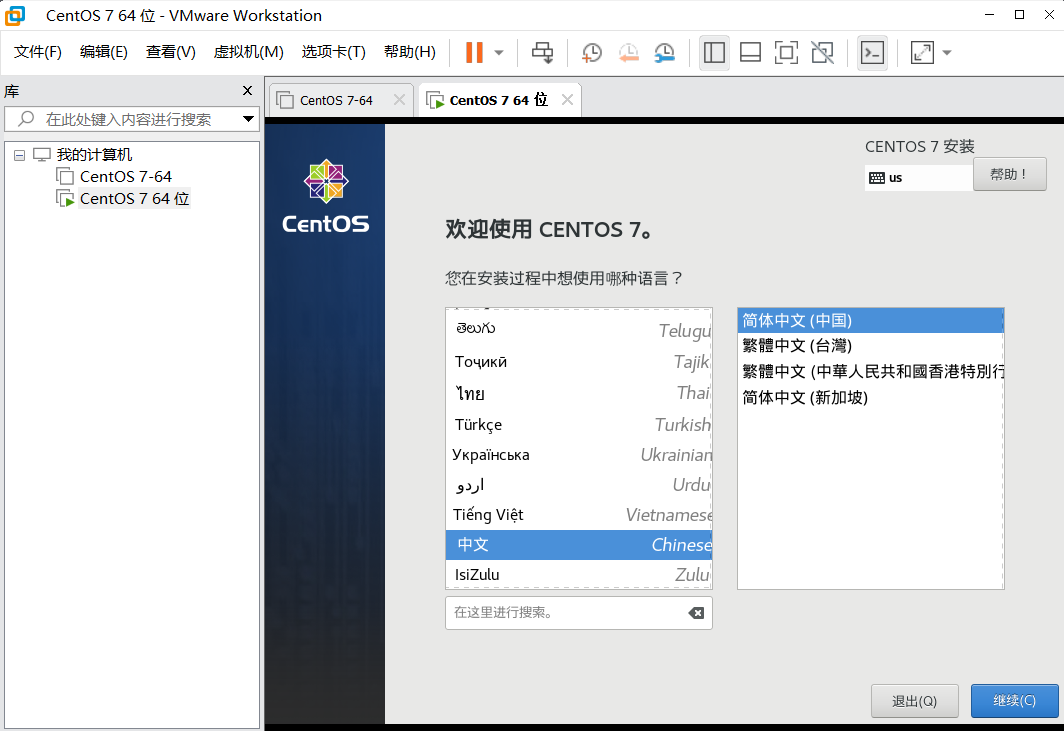 CentOS 7 64 位 - VMware Workstation
文件(F) 编辑(E) 查看(V) 虚拟机(M) 选项卡(T) 帮助(H)
库
在此处键入内容进行搜索
我的计算机
CentOS 7-64
CentOS 7 64 位
CentOS 7-64
CentOS 7 64 位
CentOS
CENTOS 7 安装
us
帮助！
欢迎使用 CENTOS 7。
您在安装过程中想使用哪种语言？
తెలుగు Telugu
Тоҷикӣ Tajik
ไทย Thai
Türkçe Turkish
Українська Ukrainian
اردو Urdu
Tiếng Việt Vietnamese
中文 Chinese
IsiZulu Zulu
在这里进行搜索。
简体中文 (中国)
繁體中文 (台灣)
繁體中文 (中華人民共和國香港特別行
简体中文 (新加坡)
退出(Q)
继续(C)